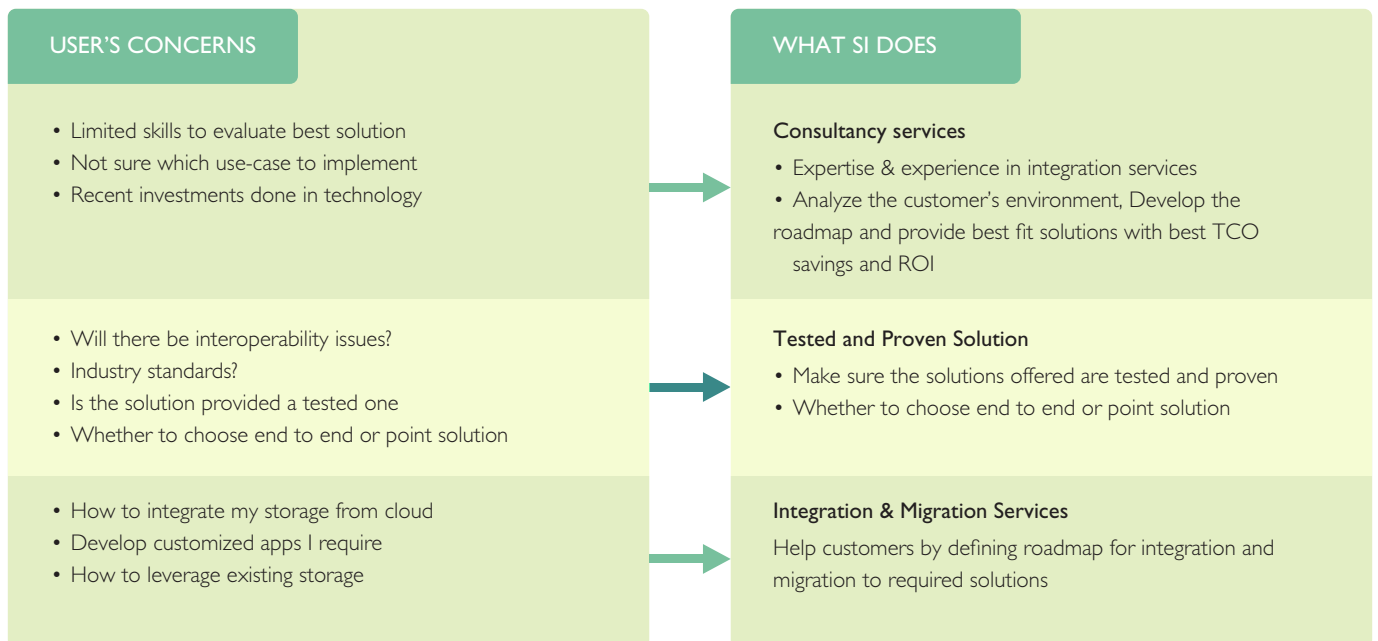 USER’S CONCERNS
• Limited skills to evaluate best solution
• Not sure which use-case to implement
• Recent investments done in technology
• Will there be interoperability issues?
• Industry standards?
• Is the solution provided a tested one
• Whether to choose end to end or point solution
• How to integrate my storage from cloud
• Develop customized apps I require
• How to leverage existing storage
WHAT SI DOES
Consultancy services
• Expertise & experience in integration services
• Analyze the customer’s environment, Develop the
roadmap and provide best fit solutions with best TCO
savings and ROI
Tested and Proven Solution
• Make sure the solutions offered are tested and proven
• Whether to choose end to end or point solution
Integration & Migration Services
Help customers by defining roadmap for integration and
migration to required solutions